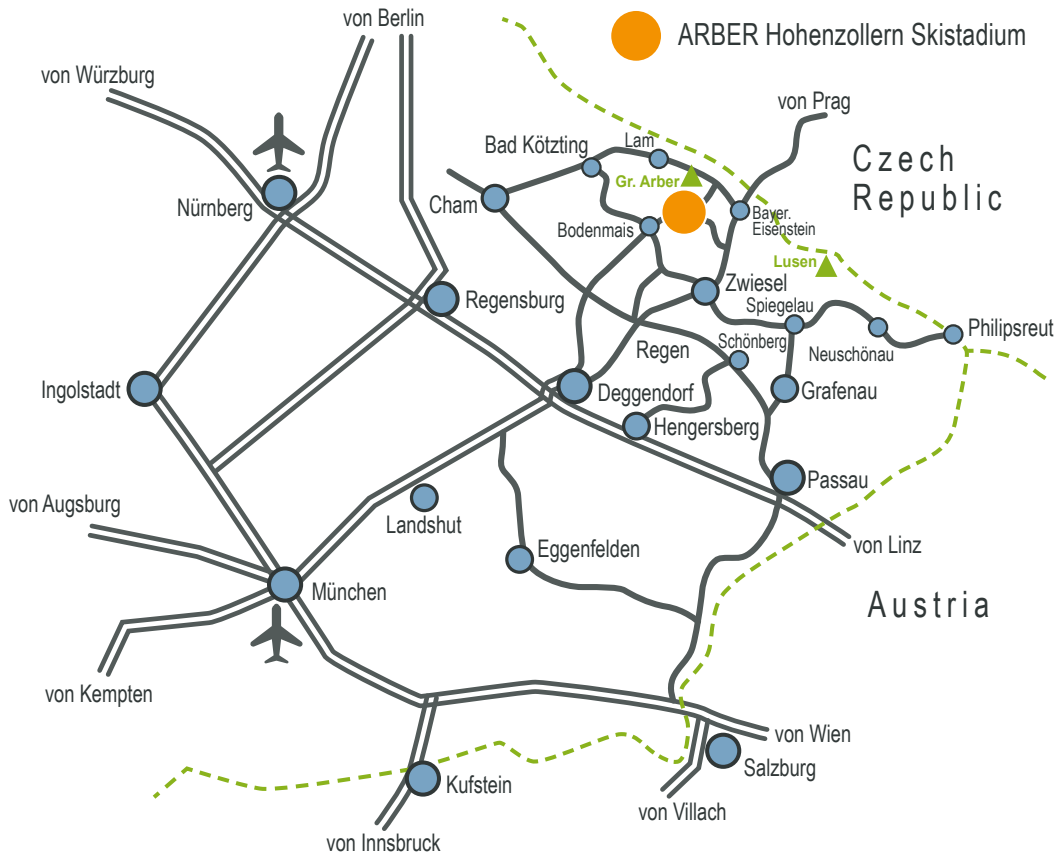 von Berlin
ARBER Hohenzollern Skistadium
von Würzburg
von Prag
Bad Kötzting
Lam
Czech
Republic
Gr. Arber
Nürnberg
Cham
Bodenmais
Bayer.
Eisenstein
Lusen
Zwiesel
Regensburg
Spiegelau
Philipsreut
Regen
Schönberg
Neuschönau
Ingolstadt
Deggendorf
Grafenau
Hengersberg
Passau
von Augsburg
Landshut
von Linz
Eggenfelden
München
Austria
von Kempten
von Wien
Salzburg
Kufstein
von Villach
von Innsbruck